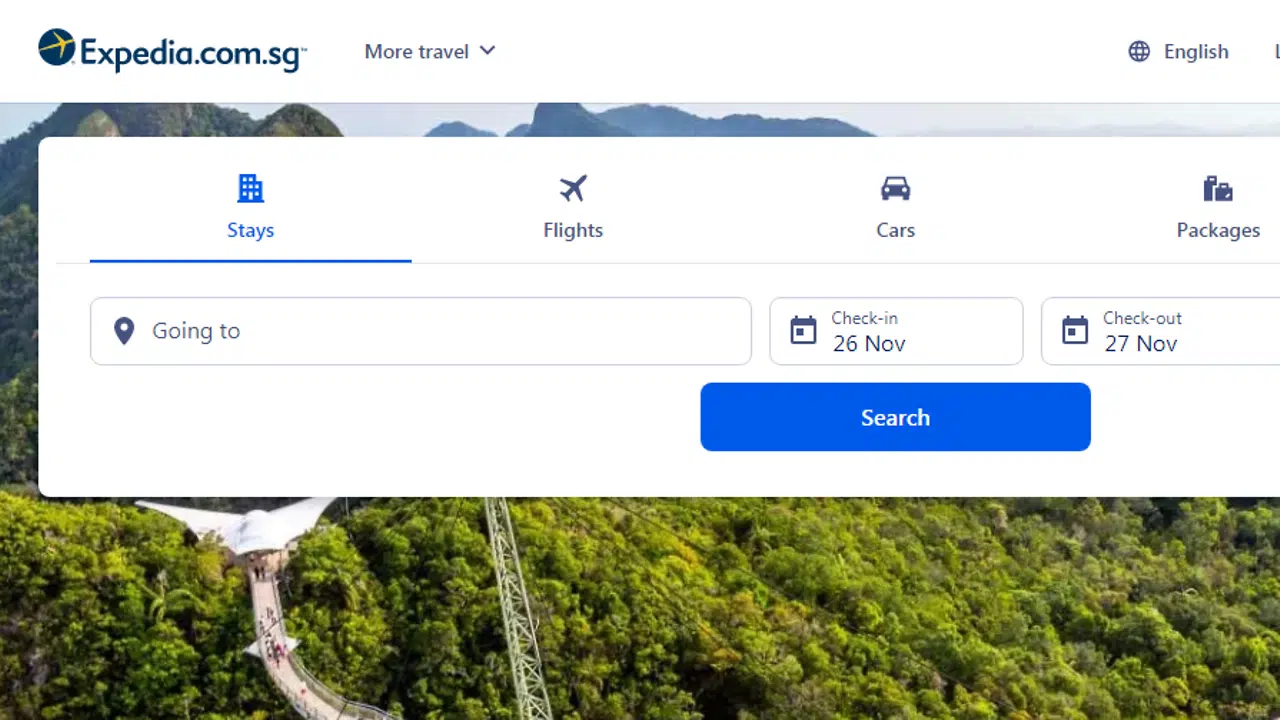 Expedia.com.sg™
More travel
English
Stays
Flights
Cars
Packages
Going to
Check-in
26 Nov
Check-out
27 Nov
Search